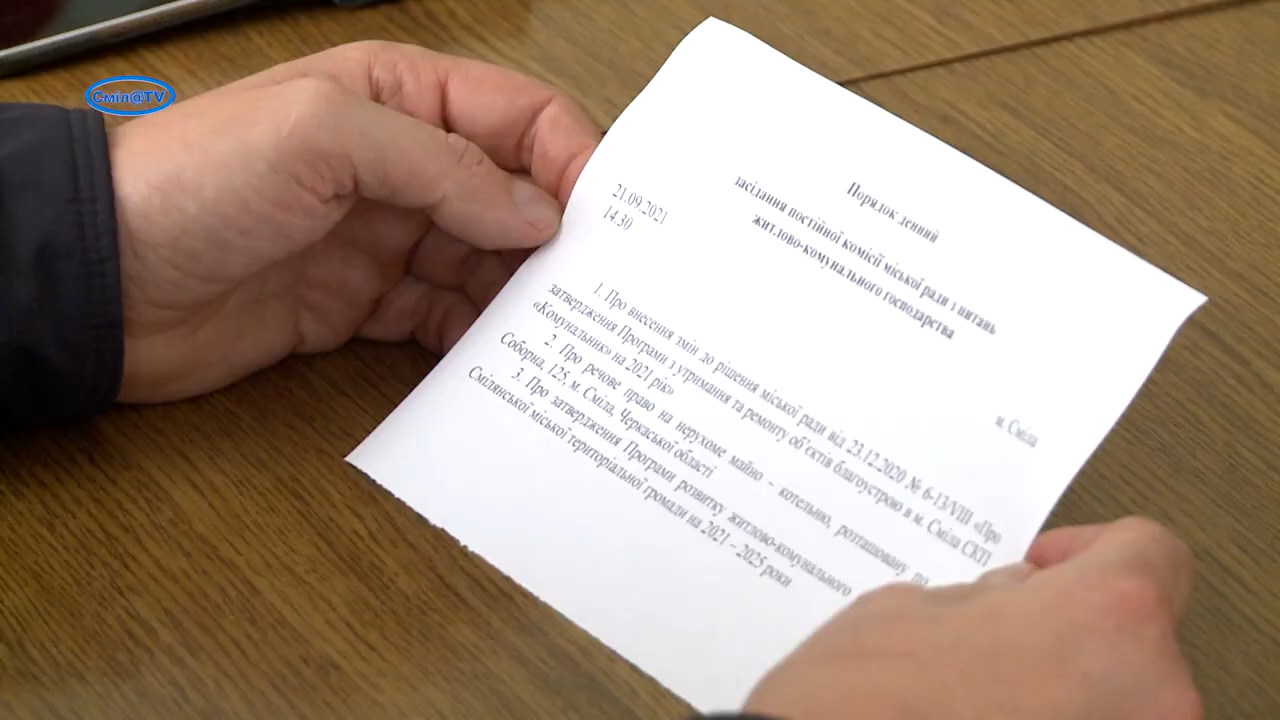 Сміл@TV
Порядок денний
засідання постійної комісії міської ради з питань
житлово-комунального господарства
21.09.2021
14.30
м. Сміла
1. Про внесення змін до рішення міської ради від 23.12.2020 № 6-13/VIII «Про
затвердження Програми з утримання та ремонту об'єктів благоустрою в м. Сміла СКП
«Комунальник» на 2021 рік»
2. Про речове право на нерухоме майно – котельню, розташовану по
Соборна, 125, м. Сміла, Черкаської області
3. Про затвердження Програми розвитку житлово-комунального
Смілянської міської територіальної громади на 2021 – 2025 роки